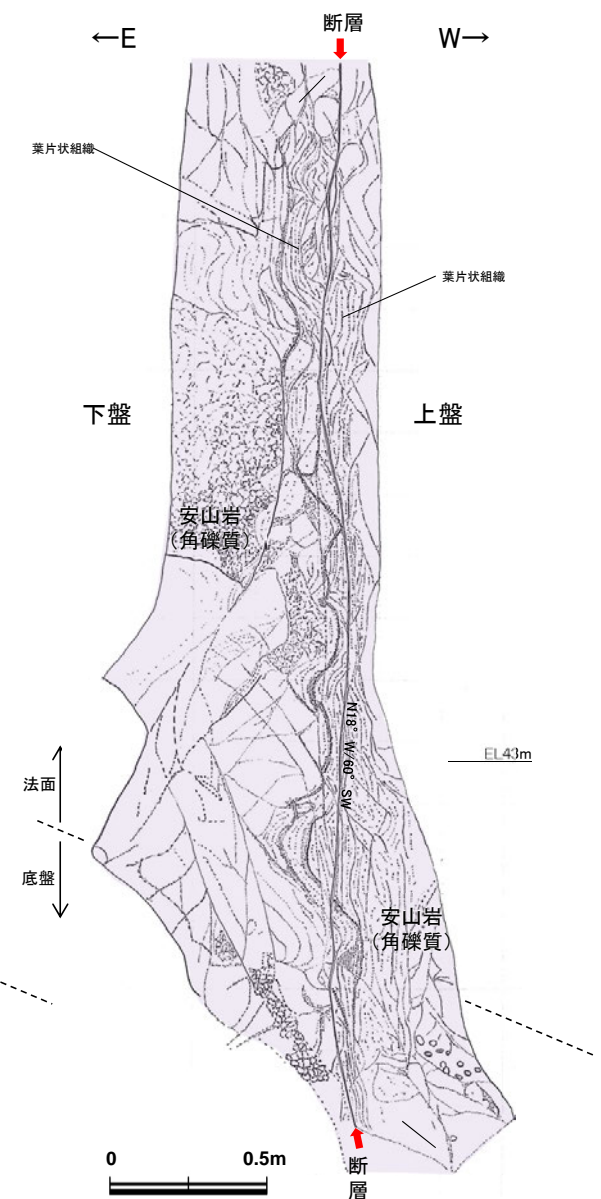 断層
←E
W→
葉片状組織
葉片状組織
下盤
上盤
安山岩
(角礫質)
N18°W/60°SW
EL43m
法面
底盤
安山岩
(角礫質)
0
0.5m
断
層